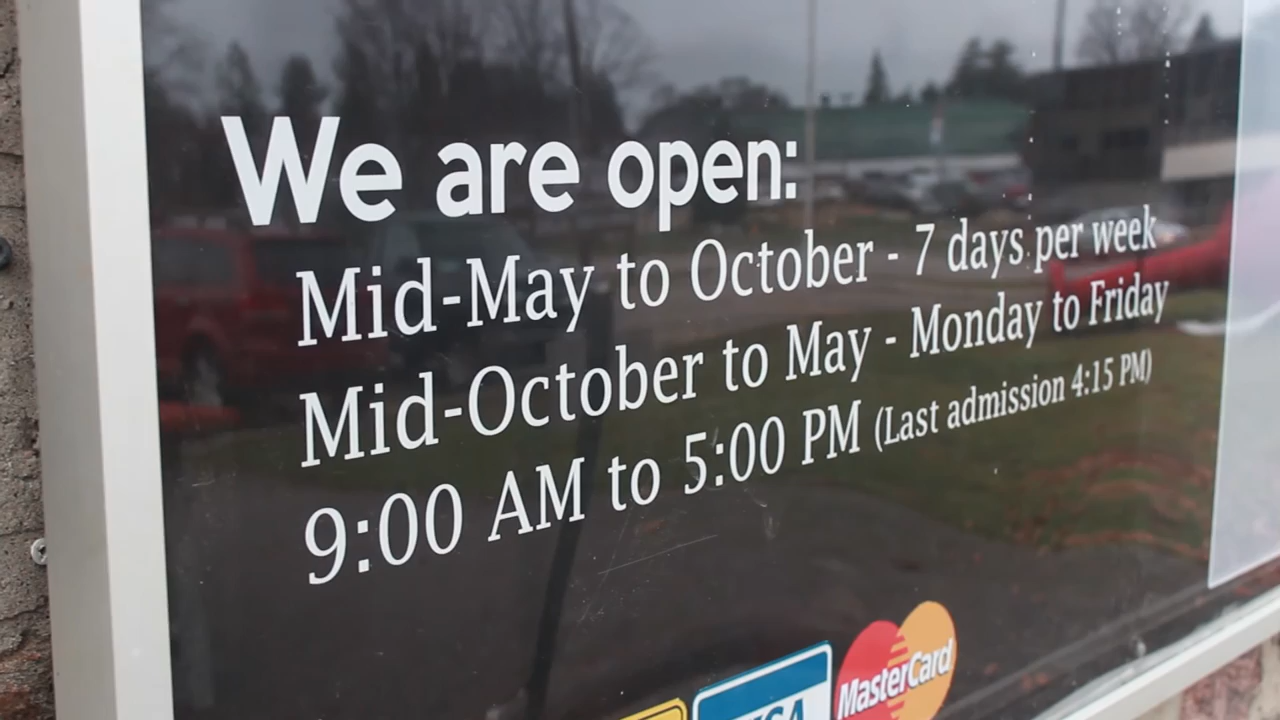 We are open:
Mid-May to October - 7 days per week
Mid-October to May - Monday to Friday
9:00 AM to 5:00 PM (Last admission 4:15 PM)
VISA
MasterCard